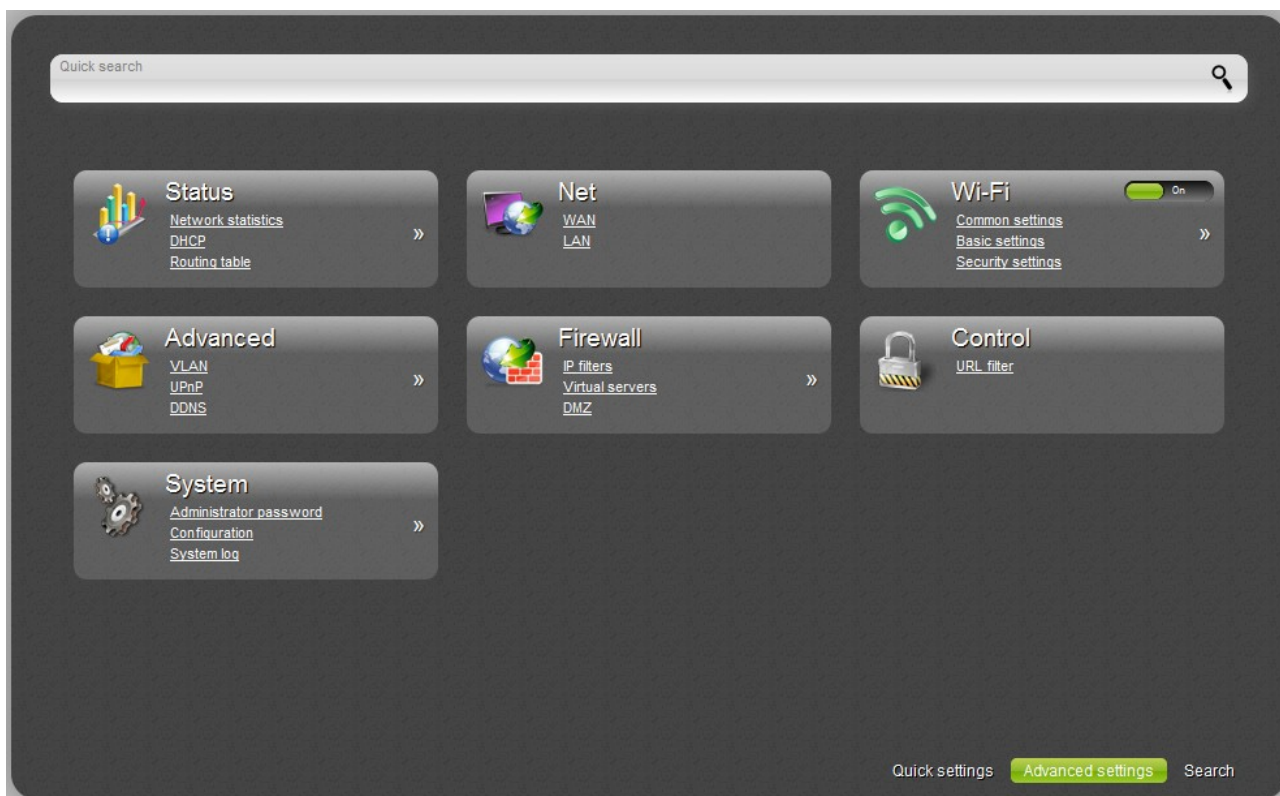 Quick search
Status
Network statistics
DHCP
Routing table
»
Net
WAN
LAN
Wi-Fi
On
Common settings
Basic settings
Security settings
»
Advanced
VLAN
UPnP
DDNS
»
Firewall
IP filters
Virtual servers
DMZ
»
Control
URL filter
System
Administrator password
Configuration
System log
»
Quick settings Advanced settings Search